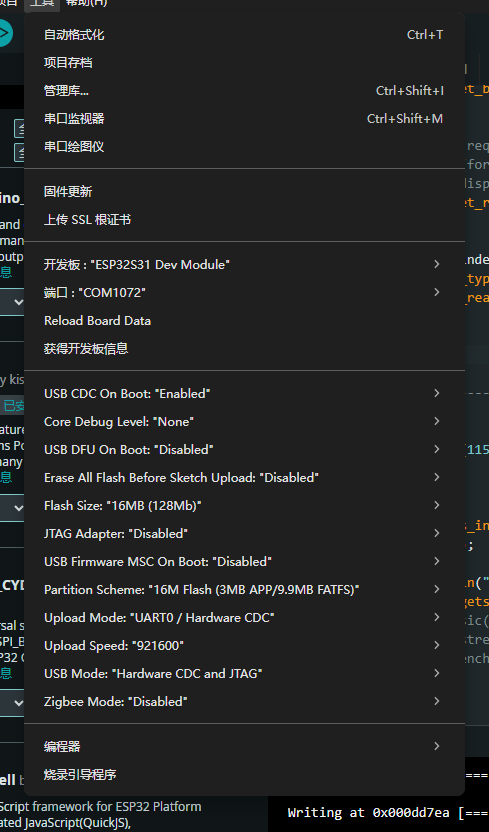 工具
帮助(H)
自动格式化 Ctrl+T
项目存档
管理库... Ctrl+Shift+I
串口监视器 Ctrl+Shift+M
串口绘图仪
固件更新
上传 SSL 根证书
开发板 : "ESP32S31 Dev Module"
端口 : "COM1072"
Reload Board Data
获得开发板信息
USB CDC On Boot: "Enabled"
Core Debug Level: "None"
USB DFU On Boot: "Disabled"
Erase All Flash Before Sketch Upload: "Disabled"
Flash Size: "16MB (128Mb)"
JTAG Adapter: "Disabled"
USB Firmware MSC On Boot: "Disabled"
Partition Scheme: "16M Flash (3MB APP/9.9MB FATFS)"
Upload Mode: "UART0 / Hardware CDC"
Upload Speed: "921600"
USB Mode: "Hardware CDC and JTAG"
Zigbee Mode: "Disabled"
编程器
烧录引导程序
Script framework for ESP32 Platform
ated JavaScript(QuickJS),
Writing at 0x000dd7ea [===